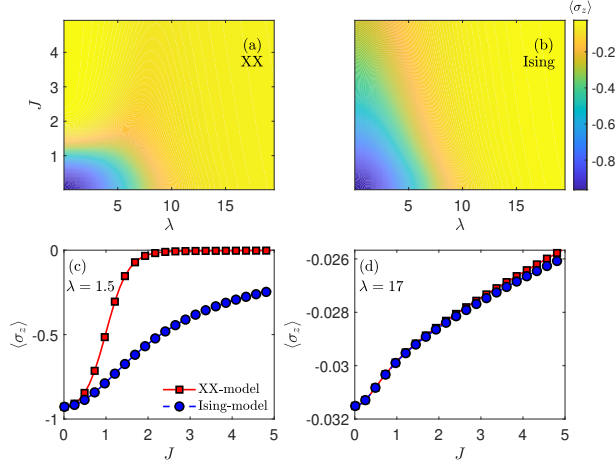 ⟨σz⟩
(a)
XX
(b)
Ising
4
3
2
1
J
5
10
15
λ
5
10
15
λ
-0.2
-0.4
-0.6
-0.8
(c)
λ = 1.5
0
-0.5
-1
⟨σz⟩
XX-model
Ising-model
0
1
2
3
4
5
J
(d)
λ = 17
-0.026
-0.028
-0.03
-0.032
⟨σz⟩
0
1
2
3
4
5
J